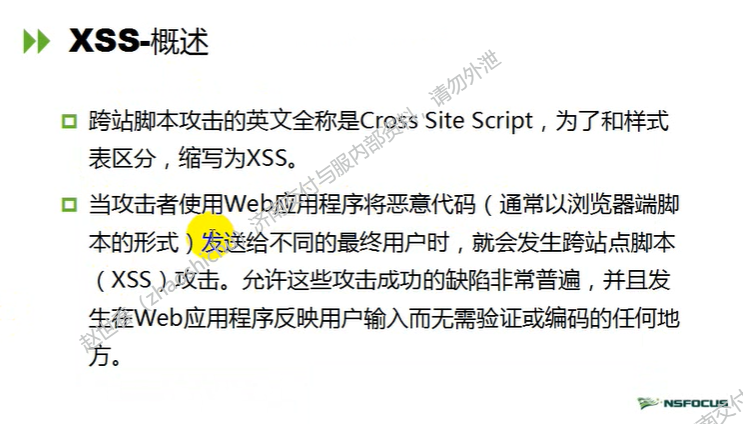 XSS-概述
跨站脚本攻击的英文全称是Cross Site Script，为了和样式
表区分，缩写为XSS。
当攻击者使用Web应用程序将恶意代码（通常以浏览器端脚
本的形式）发送给不同的最终用户时，就会发生跨站点脚本
（XSS）攻击。允许这些攻击成功的缺陷非常普遍，并且发
生在Web应用程序反映用户输入而无需验证或编码的任何地
方。
NSFOCUS